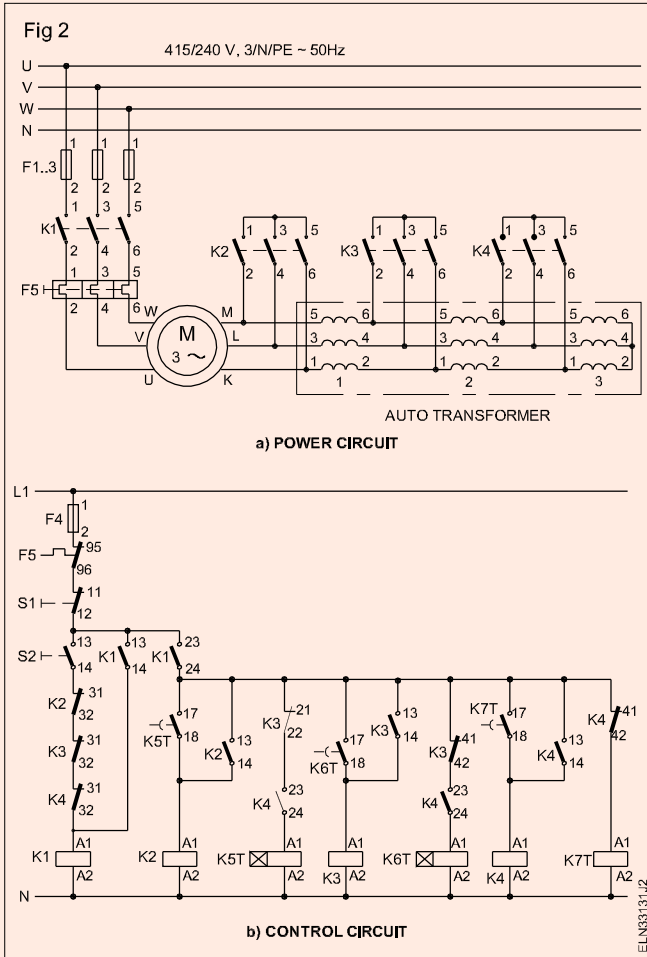 Fig 2
415/240 V, 3/N/PE ~ 50Hz
U
V
W
N
1 1 1
F1..3
2 2 2
1 3 5
K1
2 4 6
1 3 5
F5
2 4 6
1 3 5
K2
2 4 6
1 3 5
K3
2 4 6
1 3 5
K4
2 4 6
W M
V M L
3 ~
U K
5 6 5 6 5 6
3 4 3 4 3 4
1 2 1 2 1 2
1 2 3
AUTO TRANSFORMER
a) POWER CIRCUIT
L1
1
F4
2
F5 95
96
S1 11
12
S2 13 K1 13 K1 23
14 14 24
K2 31
32
K3 31
32
K4 31
32
17
K5T 18
K2 13
14
K3 21
22
K4 23
24
17
K6T 18
K3 13
14
K3 41
42
K4 23
24
K7T 17
18
K4 13
14
K4 41
42
A1 A1 A1 A1 A1 A1 A1
K1 K2 K5T K3 K6T K4 K7T
A2 A2 A2 A2 A2 A2 A2
N
b) CONTROL CIRCUIT
ELN33131J2